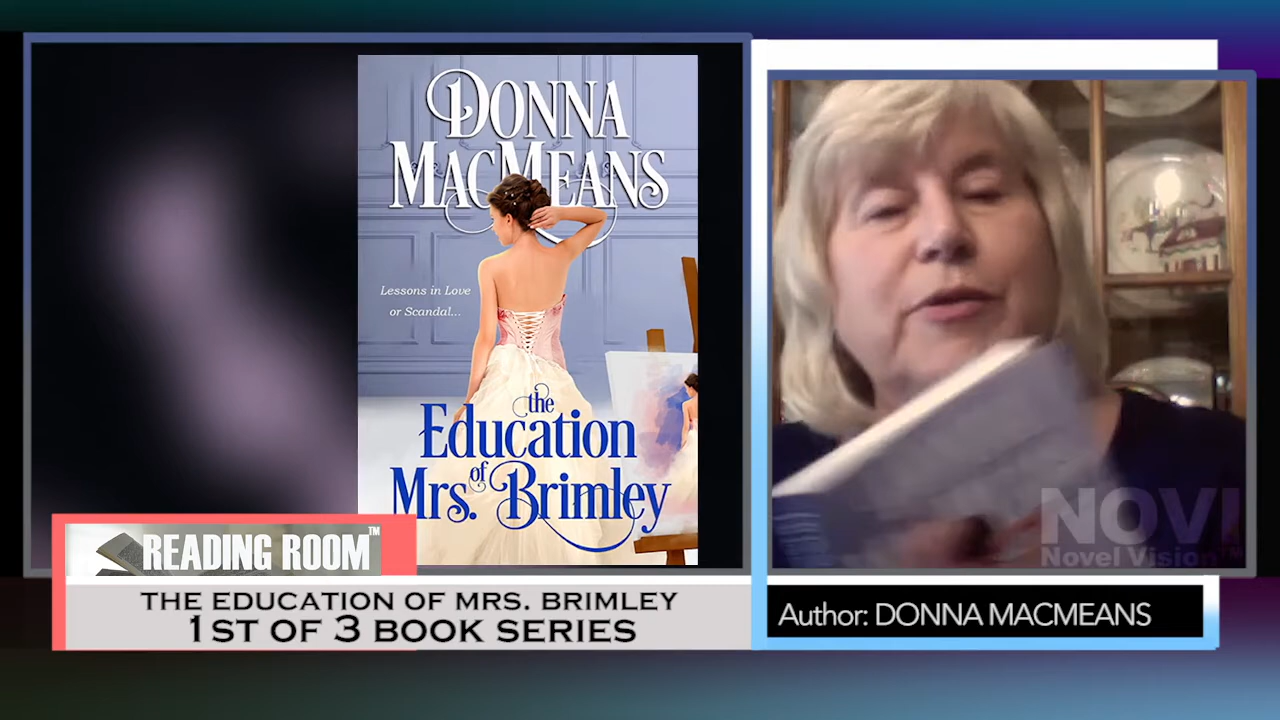 DONNA
MACMEANS
Lessons in Love
or Scandal...
the
Education
of
Mrs. Brimley
READING ROOM™
THE EDUCATION OF MRS. BRIMLEY
1ST OF 3 BOOK SERIES
NOVI
Novel Vision™
Author: DONNA MACMEANS